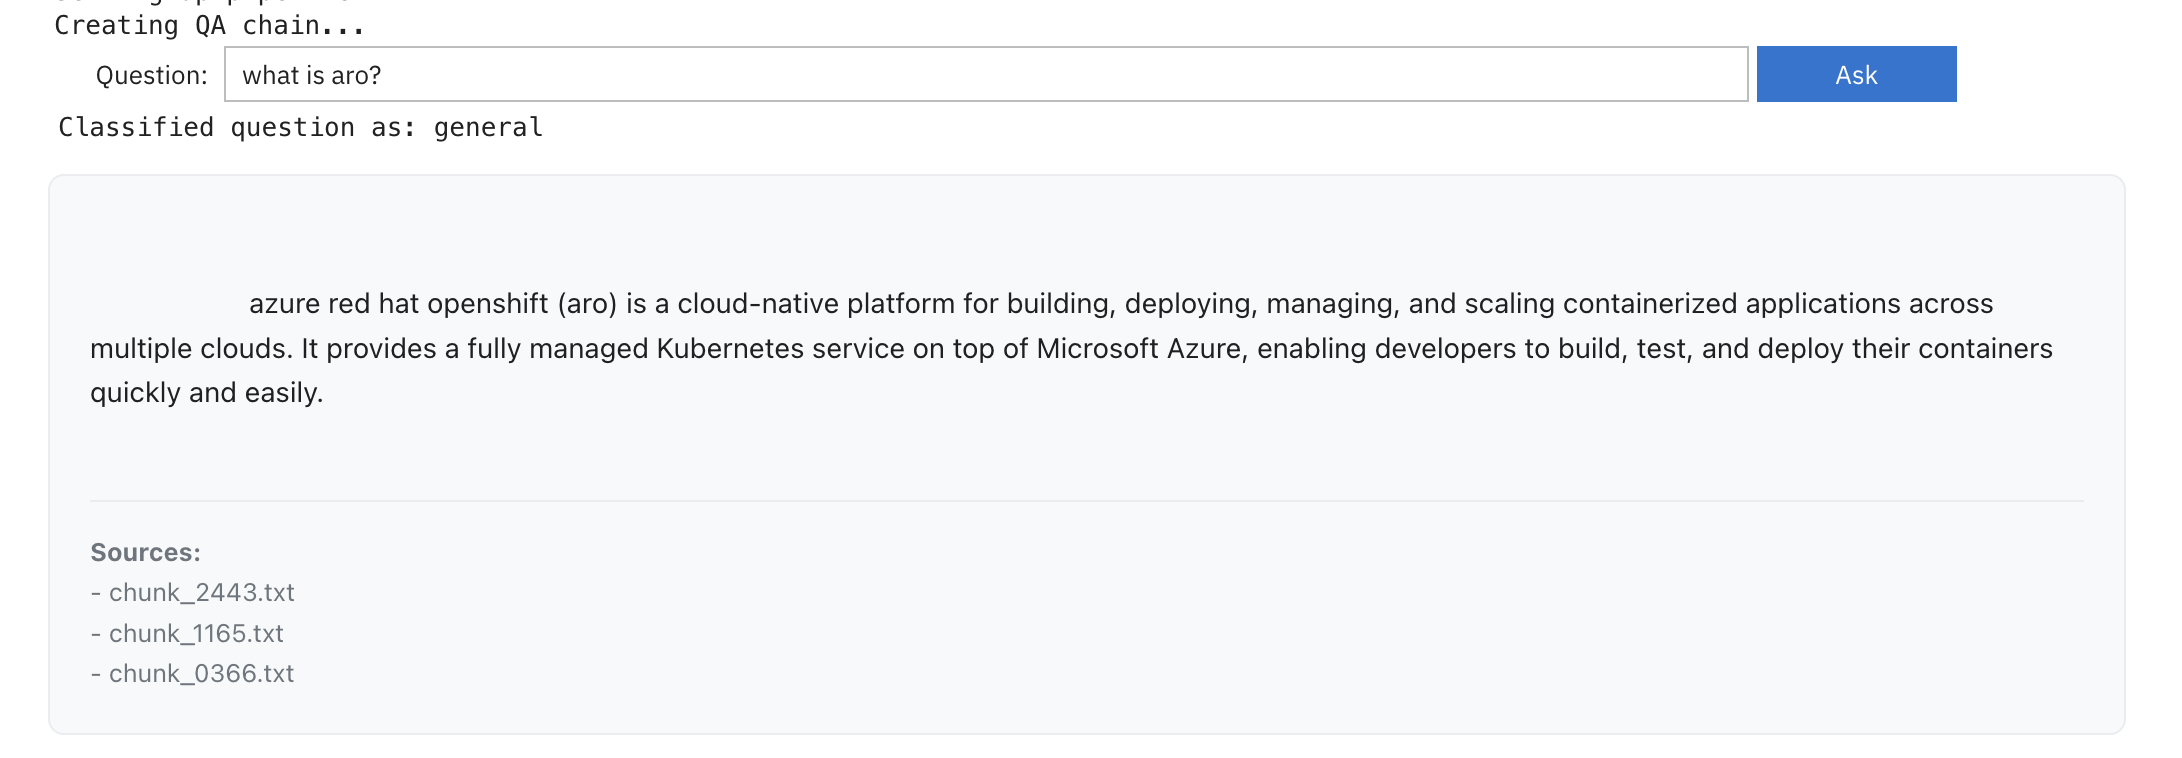 Creating QA chain...
Question: what is aro? Ask
Classified question as: general
azure red hat openshift (aro) is a cloud-native platform for building, deploying, managing, and scaling containerized applications across
multiple clouds. It provides a fully managed Kubernetes service on top of Microsoft Azure, enabling developers to build, test, and deploy their containers
quickly and easily.
Sources:
- chunk_2443.txt
- chunk_1165.txt
- chunk_0366.txt